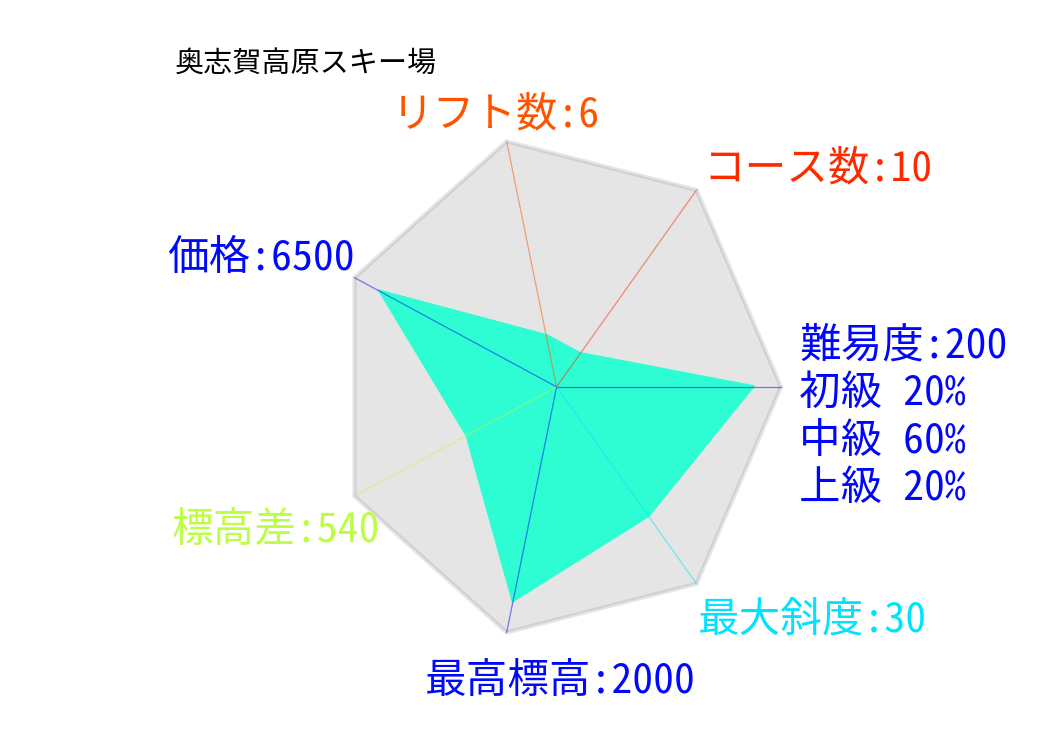 奥志賀高原スキー場
リフト数:6
コース数:10
価格:6500
難易度:200
初級 20%
中級 60%
上級 20%
標高差:540
最大斜度:30
最高標高:2000